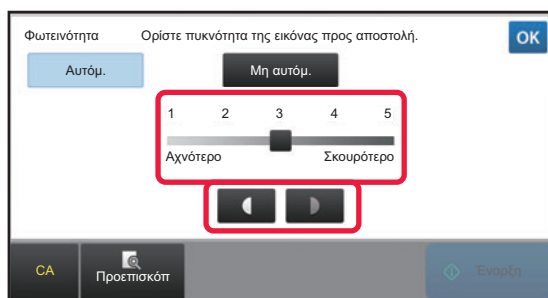 Φωτεινότητα Ορίστε πυκνότητα της εικόνας προς αποστολή. OK
Αυτόμ. Μη αυτόμ.
1 2 3 4 5
Αχνότερο Σκουρότερο
CA Προεπισκόπ Έναρξη